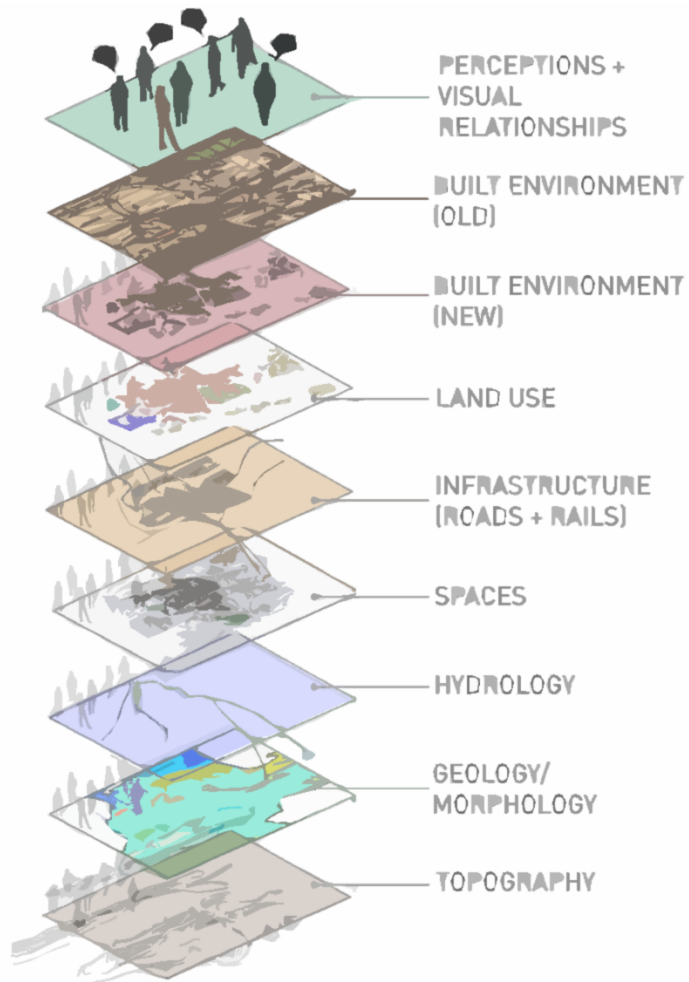 PERCEPTIONS +
VISUAL
RELATIONSHIPS
BUILT ENVIRONMENT
(OLD)
BUILT ENVIRONMENT
(NEW)
LAND USE
INFRASTRUCTURE
(ROADS + RAILS)
SPACES
HYDROLOGY
GEOLOGY/
MORPHOLOGY
TOPOGRAPHY